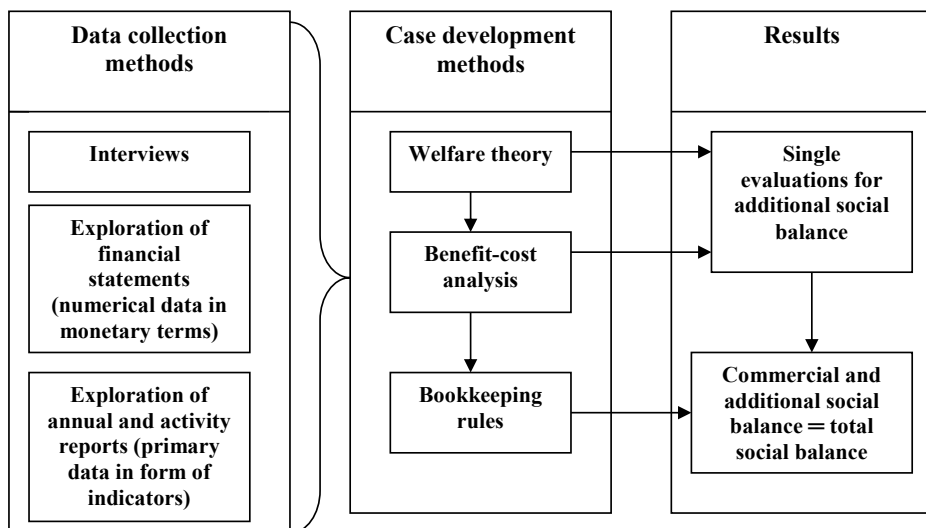 Data collection
methods
Interviews
Exploration of
financial
statements
(numerical data in
monetary terms)
Exploration of
annual and activity
reports (primary
data in form of
indicators)
Case development
methods
Welfare theory
Benefit-cost
analysis
Bookkeeping
rules
Results
Single
evaluations for
additional social
balance
Commercial and
additional social
balance = total
social balance